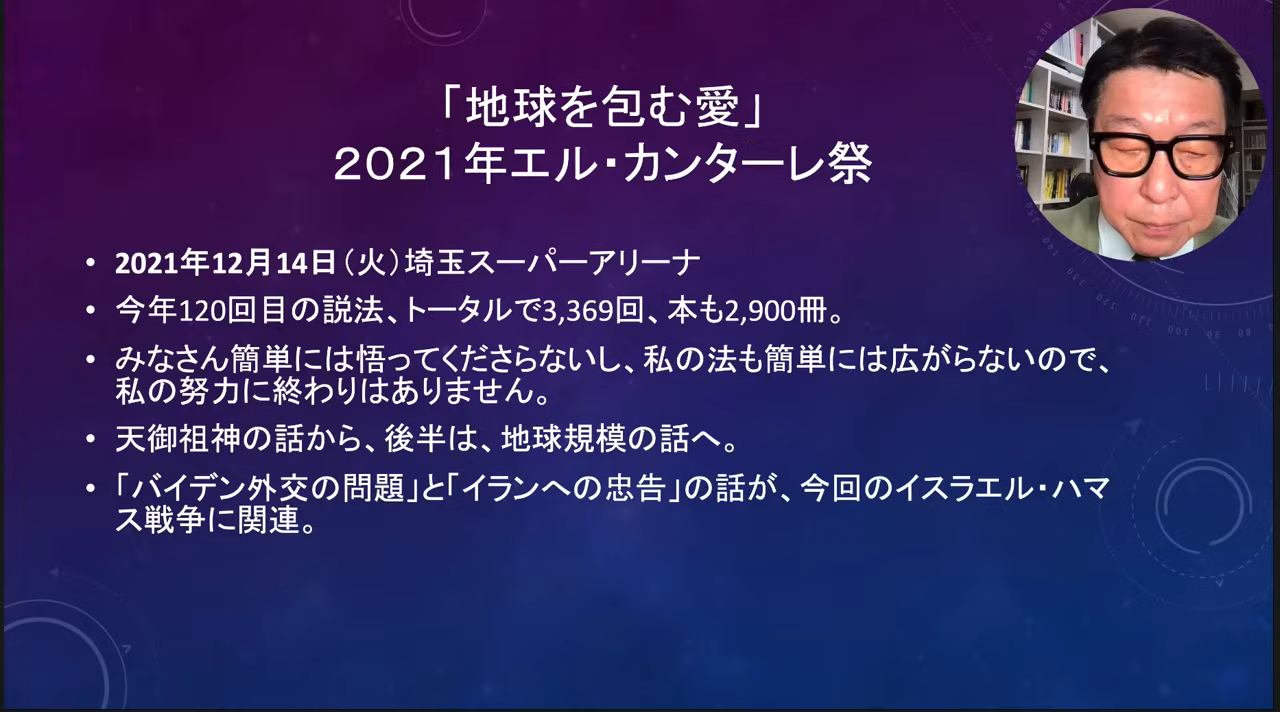 「地球を包む愛」
２０２１年エル・カンターレ祭
• 2021年12月14日（火）埼玉スーパーアリーナ
• 今年120回目の説法、トータルで3,369回、本も2,900冊。
• みなさん簡単には悟ってくださらないし、私の法も簡単には広がらないので、
私の努力に終わりはありません。
• 天御祖神の話から、後半は、地球規模の話へ。
• 「バイデン外交の問題」と「イランへの忠告」の話が、今回のイスラエル・ハマ
ス戦争に関連。